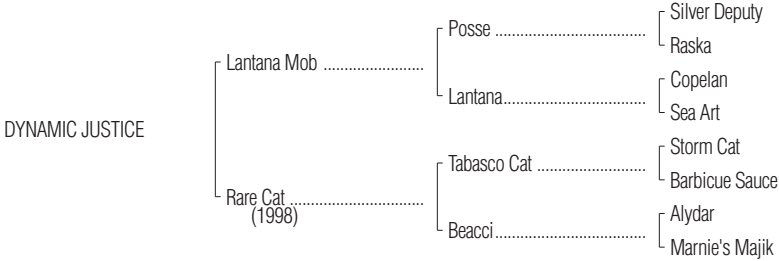 Silver Deputy
Posse ..........................................
Raska
Lantana Mob ............................
Copelan
Lantana........................................
Sea Art
DYNAMIC JUSTICE
Storm Cat
Tabasco Cat ..............................
Barbicue Sauce
Rare Cat .....................................
(1998)
Alydar
Beacci..........................................
Marnie's Majik